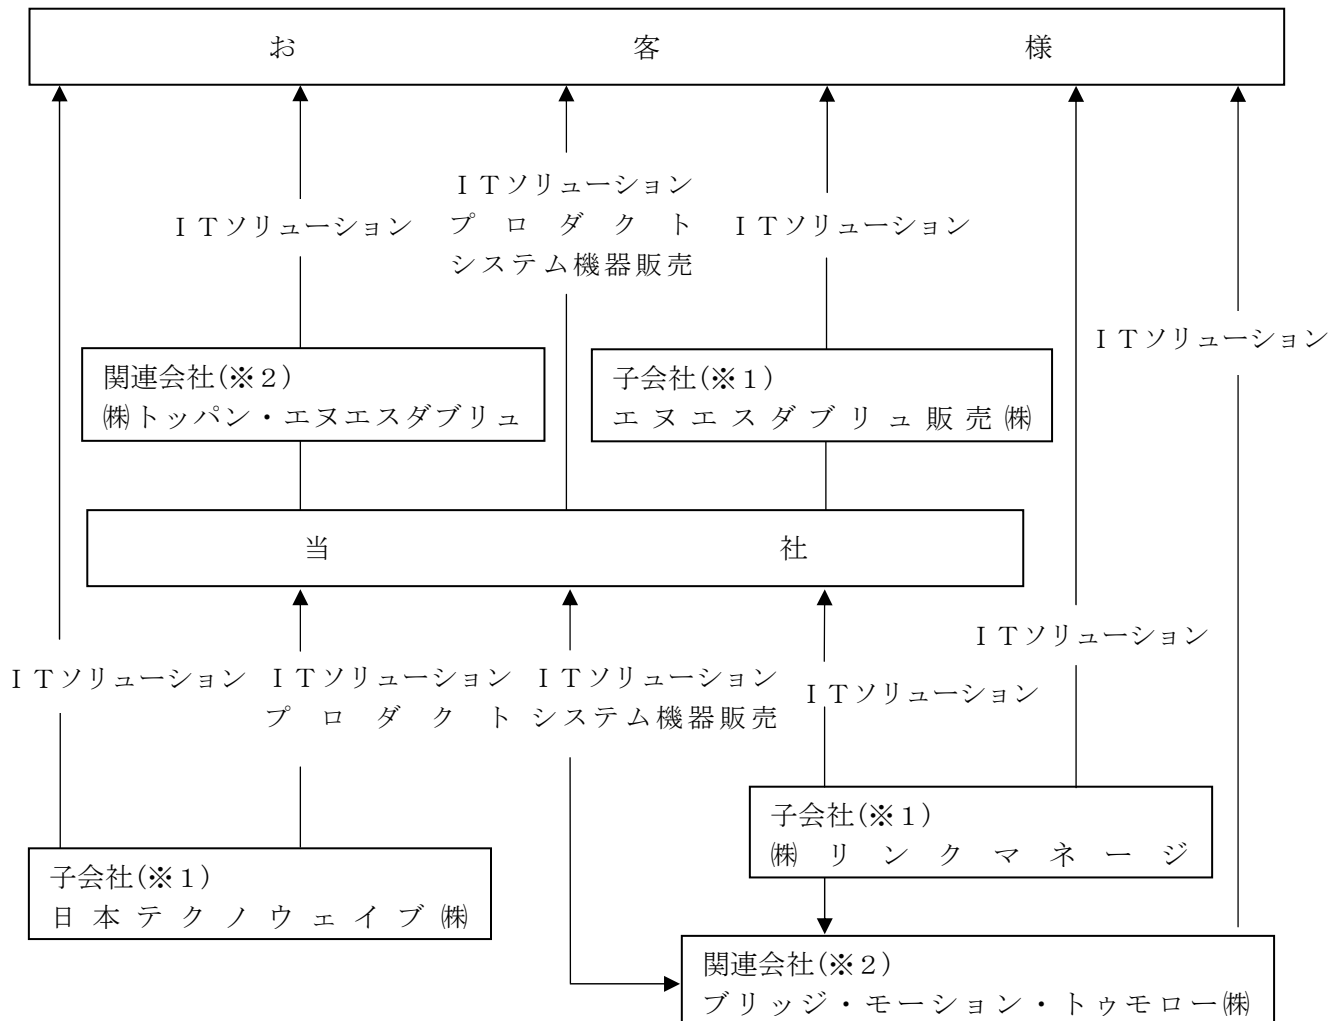 お客様
ＩＴソリューション
プロダクト
システム機器販売
ＩＴソリューション
ＩＴソリューション
ＩＴソリューション
関連会社(※２)
㈱トッパン・エヌエスダブリュ
子会社(※１)
エヌエスダブリュ販売㈱
当社
ＩＴソリューション
ＩＴソリューション
ＩＴソリューション
プロダクト
ＩＴソリューション
システム機器販売
ＩＴソリューション
子会社(※１)
㈱リンクマネージ
子会社(※１)
日本テクノウェイブ㈱
関連会社(※２)
ブリッジ・モーション・トゥモロー㈱